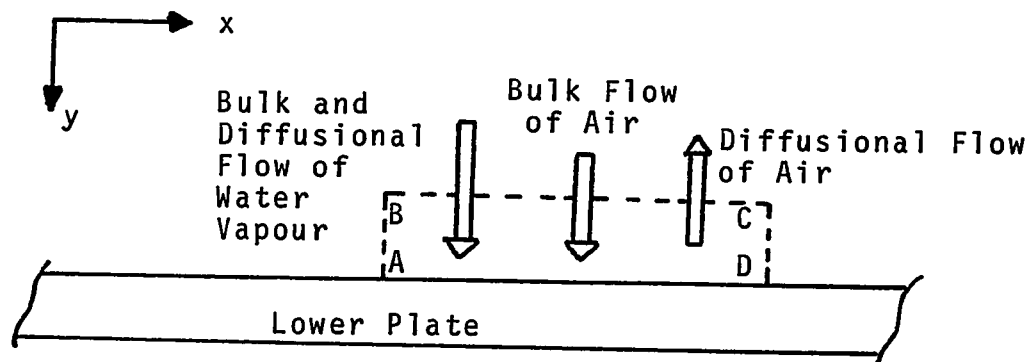 x
y
Bulk and
Diffusional
Flow of
Water
Vapour
Bulk Flow
of Air
Diffusional Flow
of Air
B
C
A
D
Lower Plate